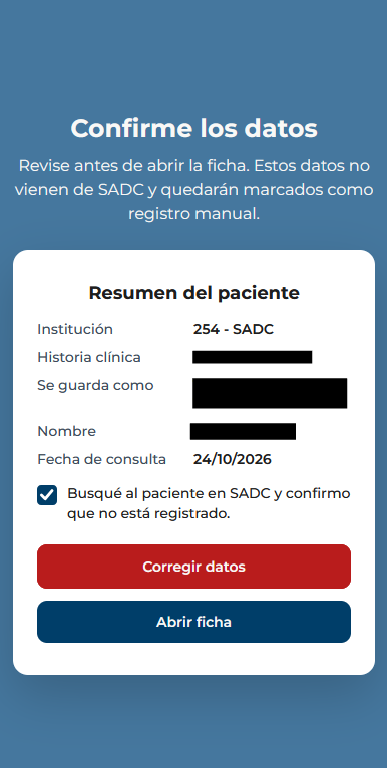 Confirme los datos
Revise antes de abrir la ficha. Estos datos no
vienen de SADC y quedarán marcados como
registro manual.
Resumen del paciente
Institución 254 - SADC
Historia clínica
Se guarda como
Nombre
Fecha de consulta 24/10/2026
Busqué al paciente en SADC y confirmo
que no está registrado.
Corregir datos
Abrir ficha